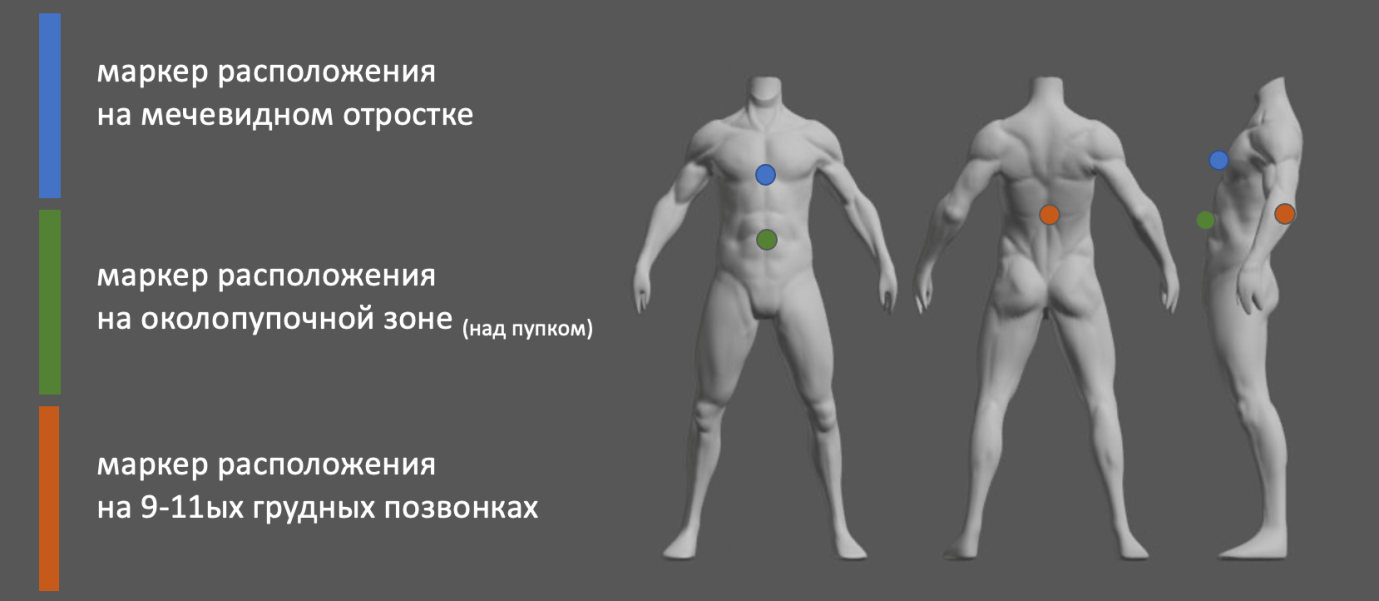 маркер расположения
на мечевидном отростке
маркер расположения
на околопупочной зоне (над пупком)
маркер расположения
на 9-11ых грудных позвонках